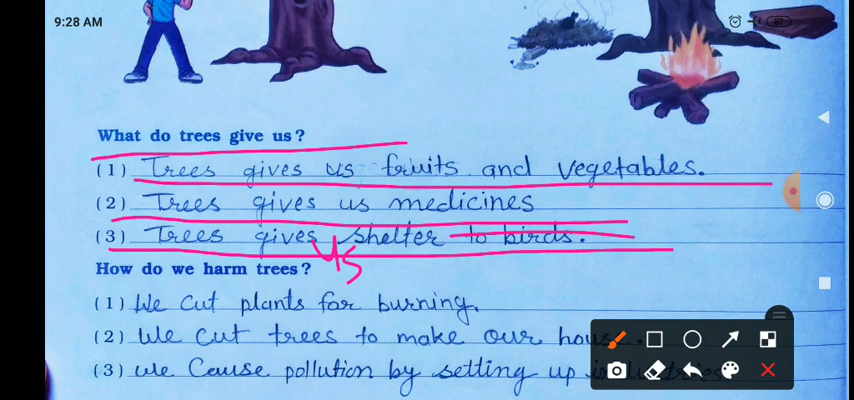 9:28 AM
87
What do trees give us?
(1) Trees gives us fruits and vegetables.
(2) Trees gives us medicines
(3) Trees gives shelter to birds.
us
How do we harm trees?
(1) We cut plants for burning.
(2) We cut trees to make our house.
(3) We Cause pollution by setting up